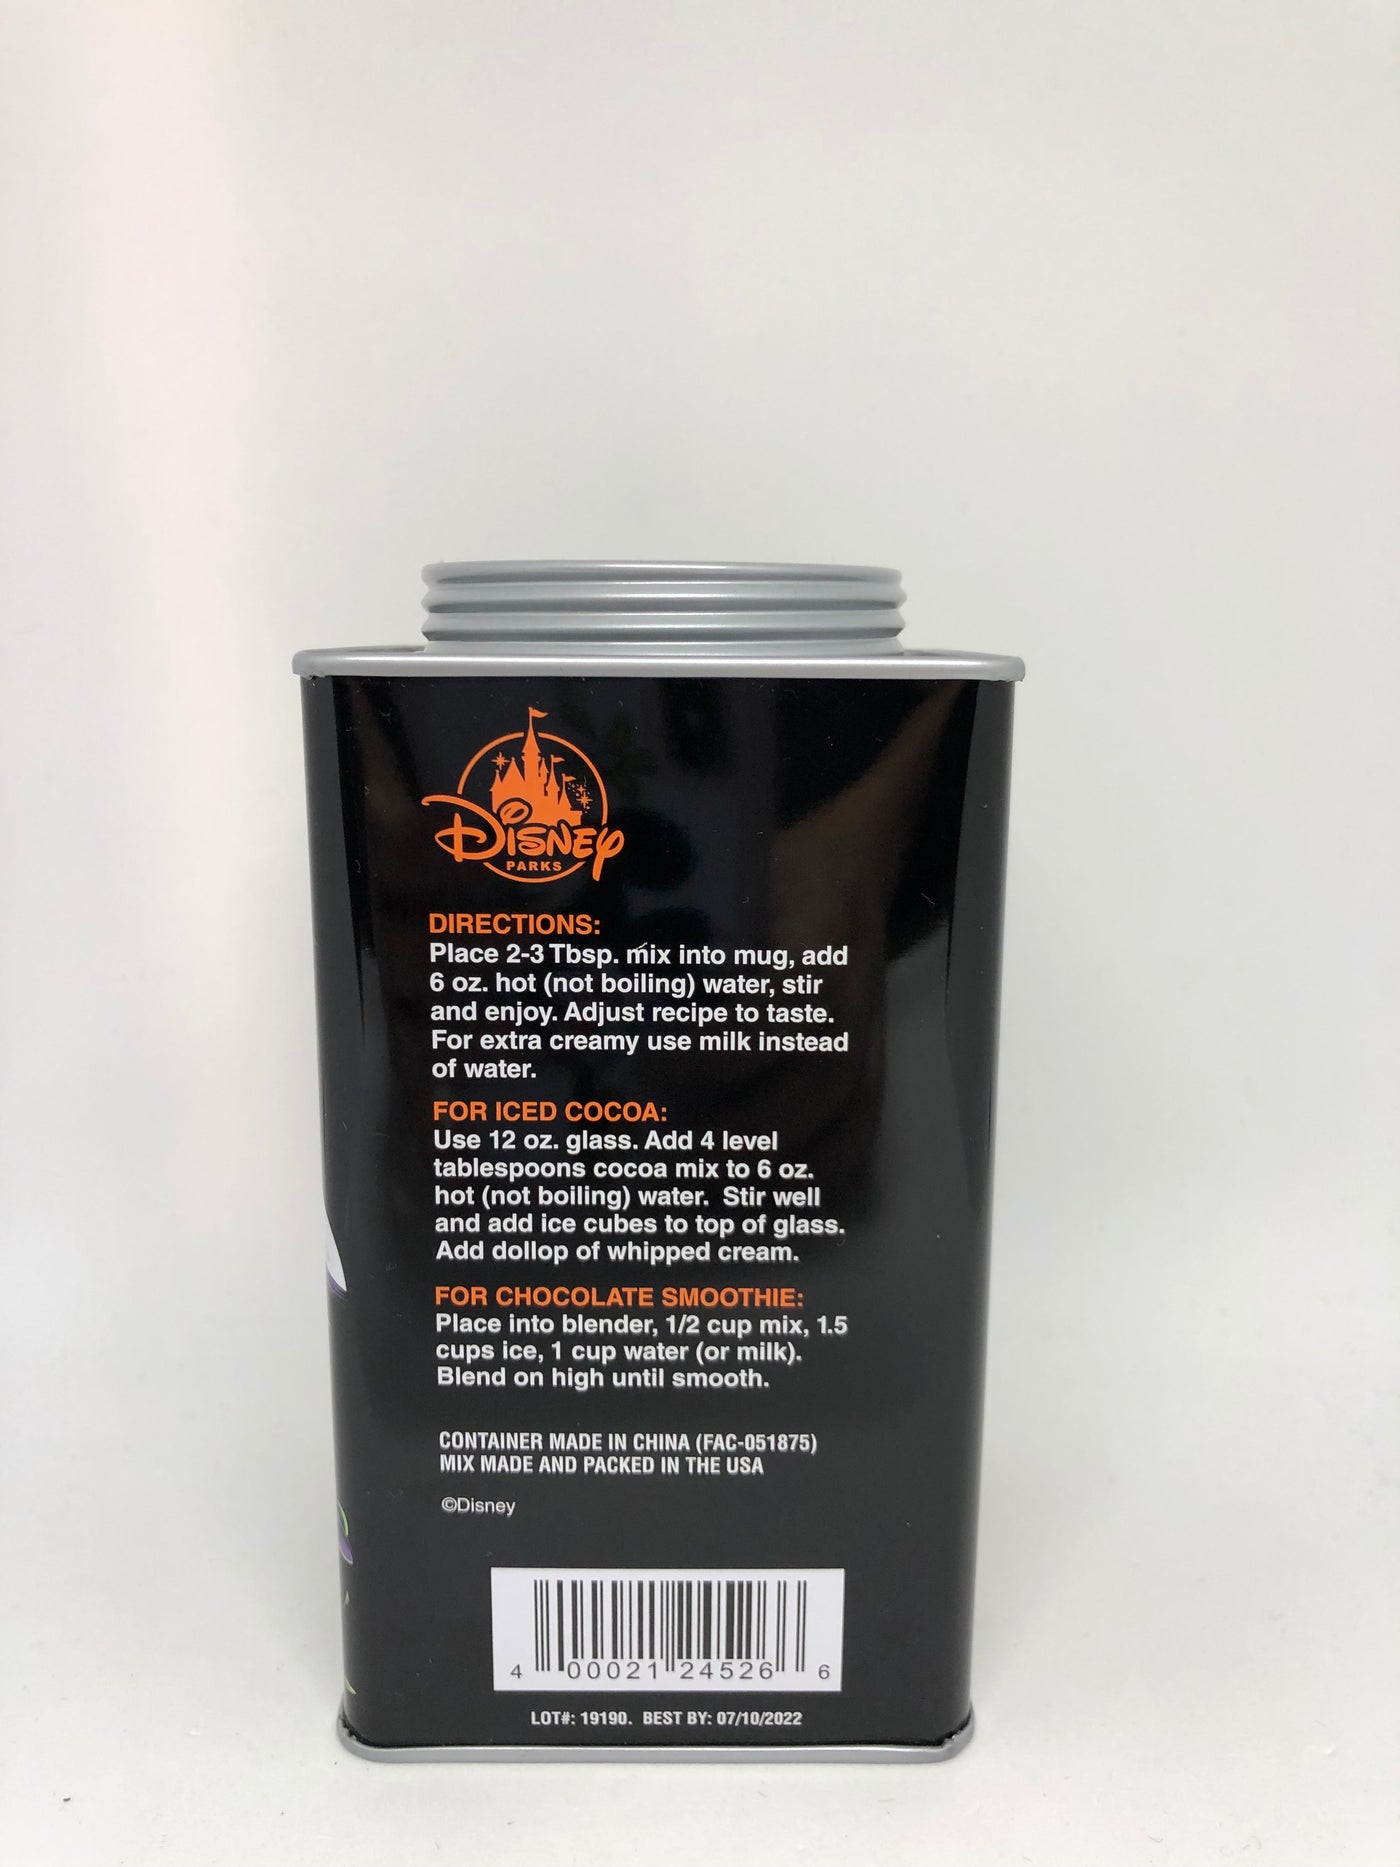 Disney
PARKS
DIRECTIONS:
Place 2-3 Tbsp. mix into mug, add
6 oz. hot (not boiling) water, stir
and enjoy. Adjust recipe to taste.
For extra creamy use milk instead
of water.
FOR ICED COCOA:
Use 12 oz. glass. Add 4 level
tablespoons cocoa mix to 6 oz.
hot (not boiling) water. Stir well
and add ice cubes to top of glass.
Add dollop of whipped cream.
FOR CHOCOLATE SMOOTHIE:
Place into blender, 1/2 cup mix, 1.5
cups ice, 1 cup water (or milk).
Blend on high until smooth.
CONTAINER MADE IN CHINA (FAC-051875)
MIX MADE AND PACKED IN THE USA
©Disney
4 00021 24526 6
LOT#: 19190. BEST BY: 07/10/2022